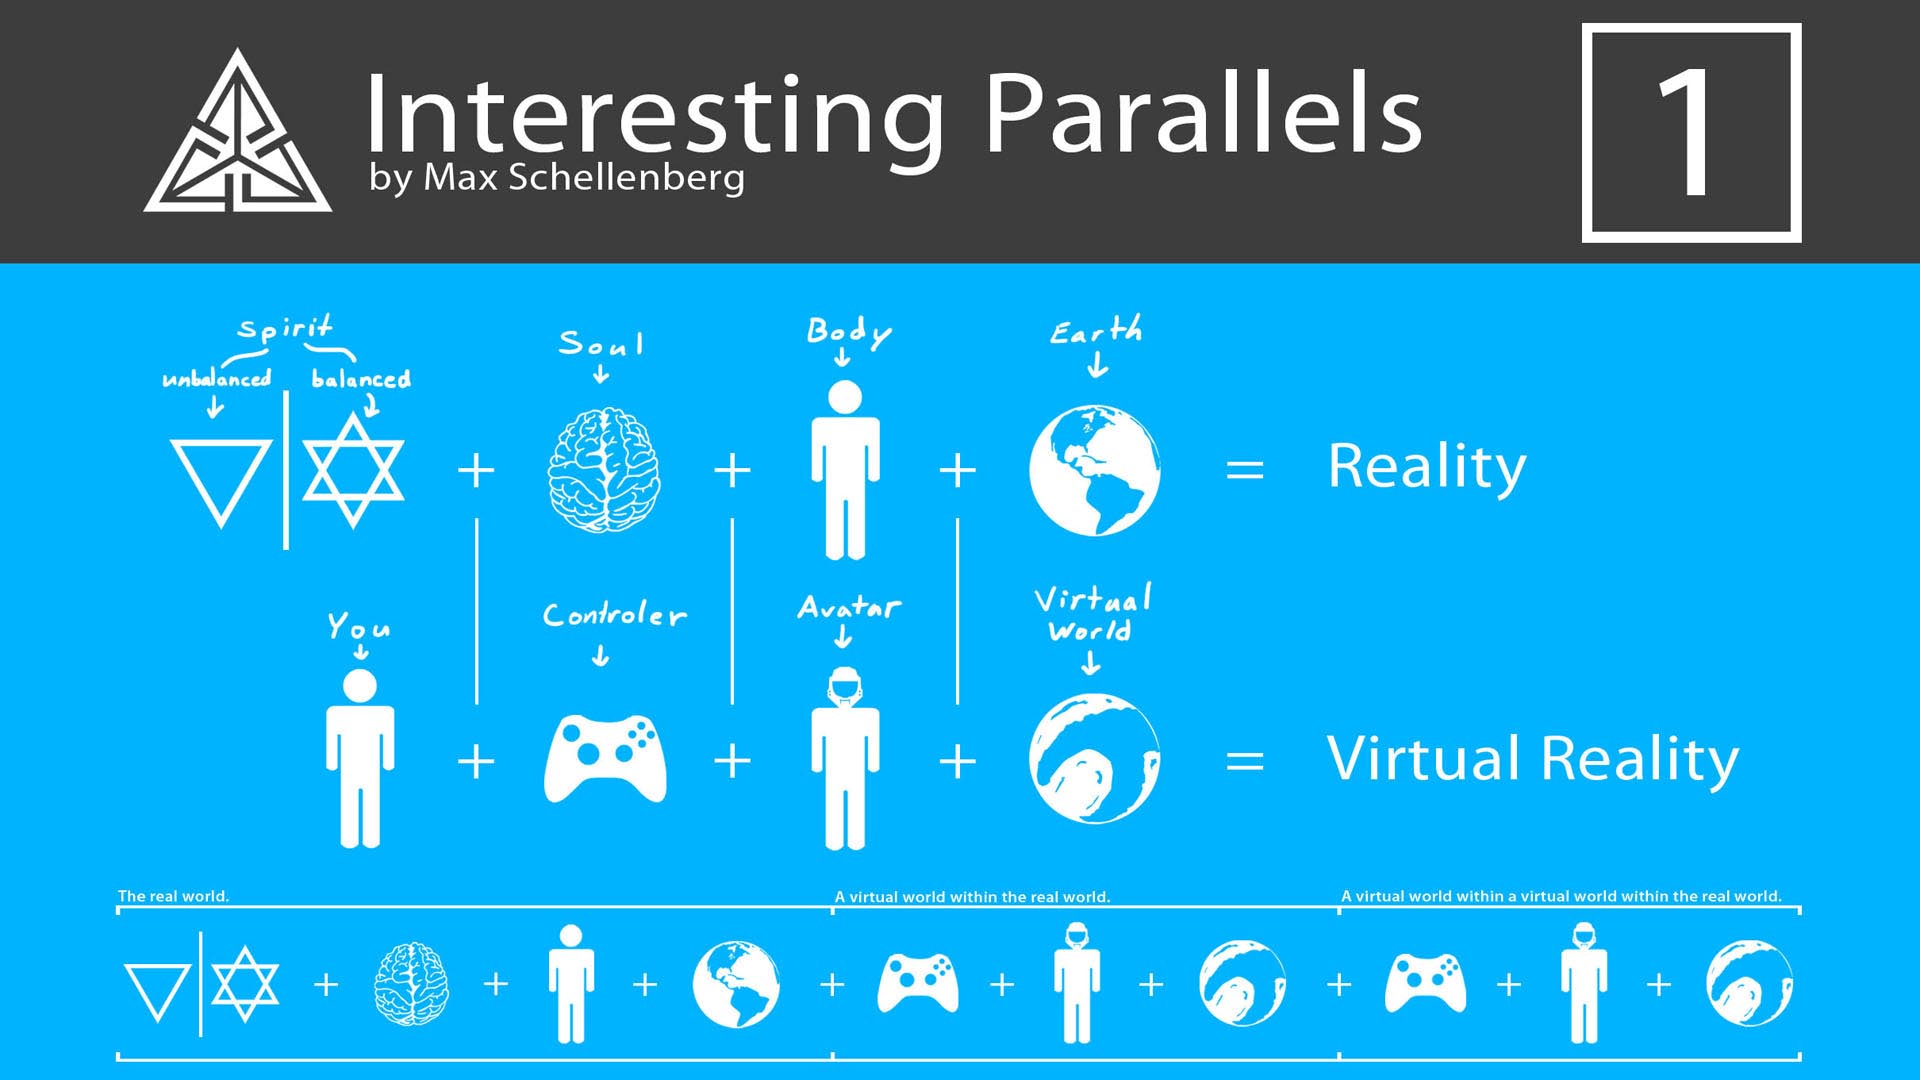 Interesting Parallels
by Max Schellenberg
1
Spirit
unbalanced balanced
Soul
Body
Earth
+ + + = Reality
You
Controler
Avatar
Virtual
World
+ + + = Virtual Reality
The real world.
A virtual world within the real world.
A virtual world within a virtual world within the real world.
+ + + + + + + + +